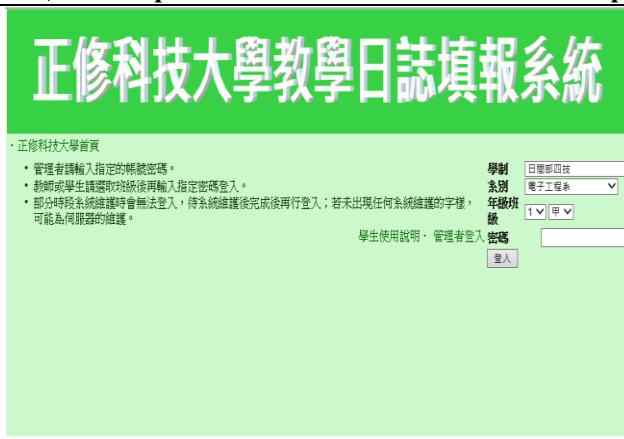 正修科技大學教學日誌填報系統
・正修科技大學首頁
• 管理者請輸入指定的帳號密碼。
• 教師或學生請選取班級後再輸入指定密碼登入。
• 部分時段系統維護時會無法登入，待系統維護後完成後再行登入；若未出現任何系統維護的字樣，
可能為伺服器的維護。
學生使用說明・ 管理者登入
學制 日間部四技
系別 電子工程系
年級班
級 1 甲
密碼
登入